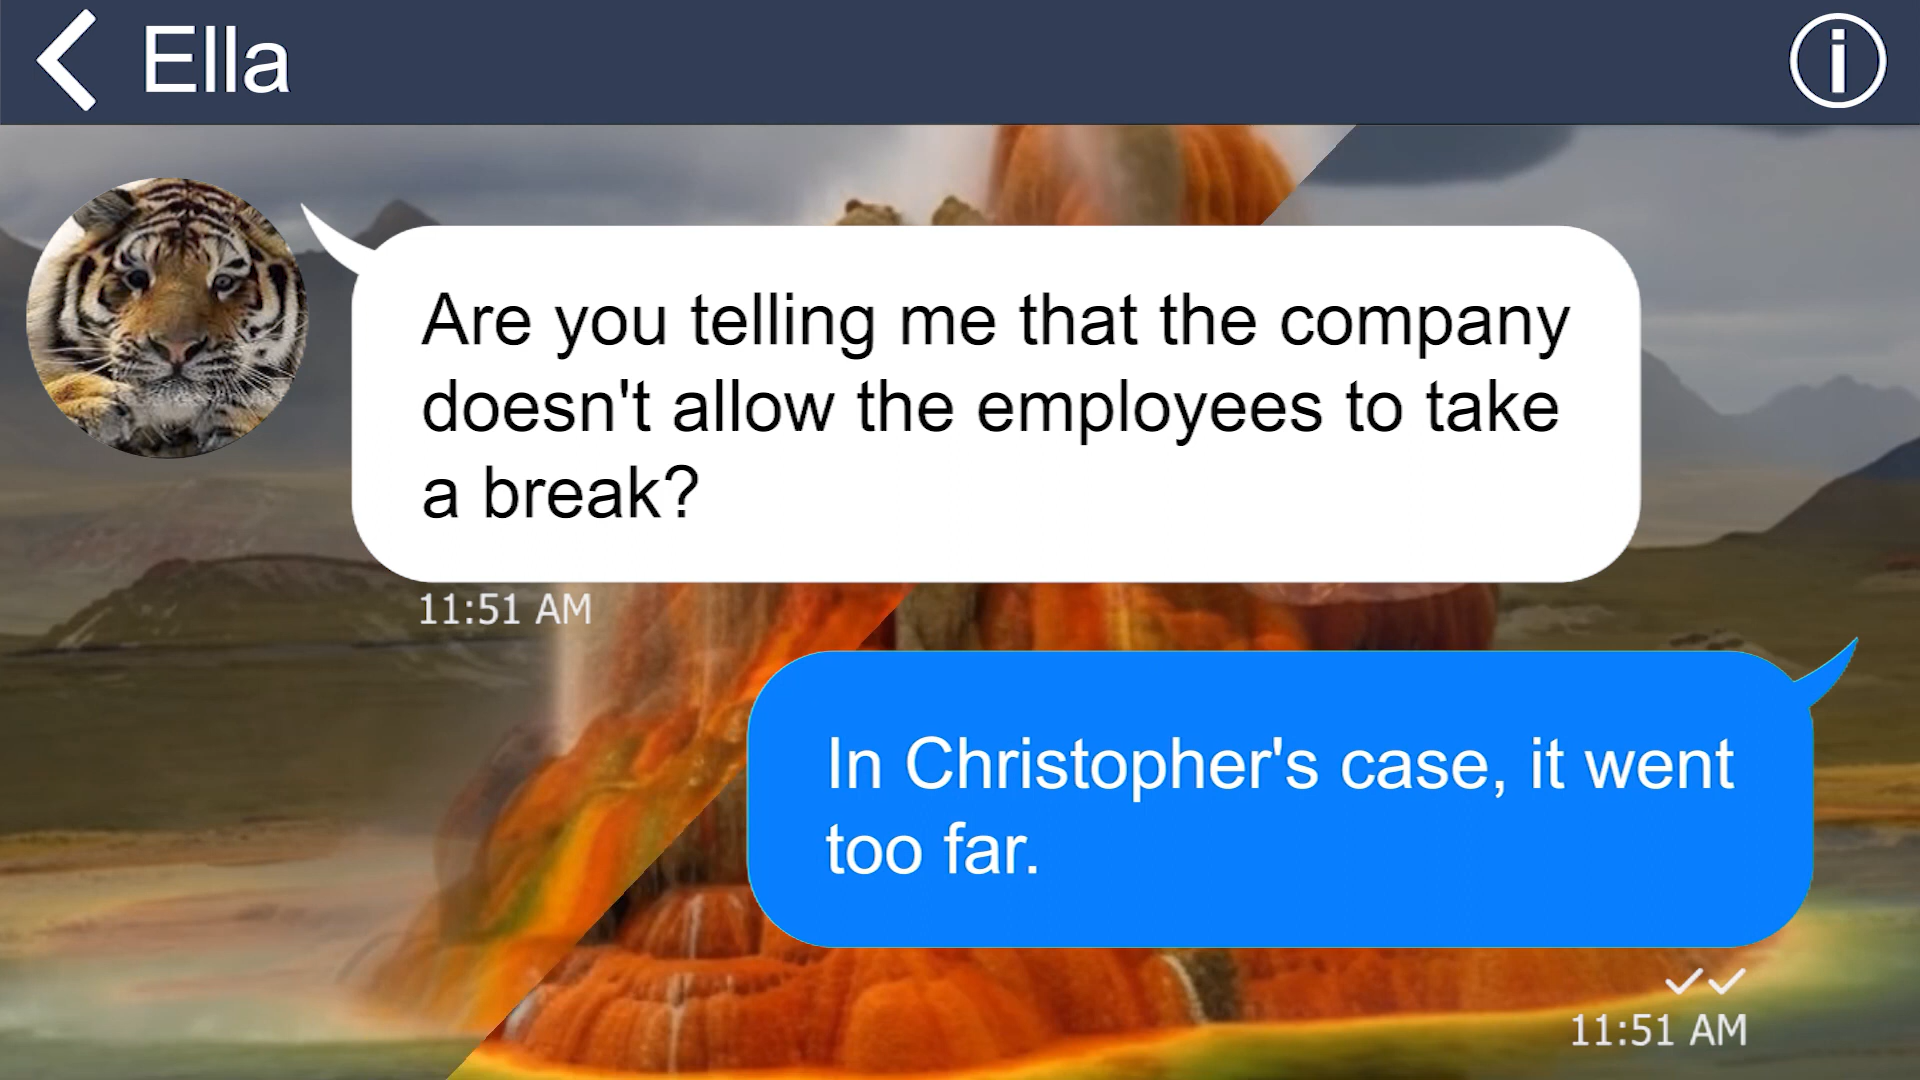 Ella
Are you telling me that the company
doesn't allow the employees to take
a break?
11:51 AM
In Christopher's case, it went
too far.
11:51 AM